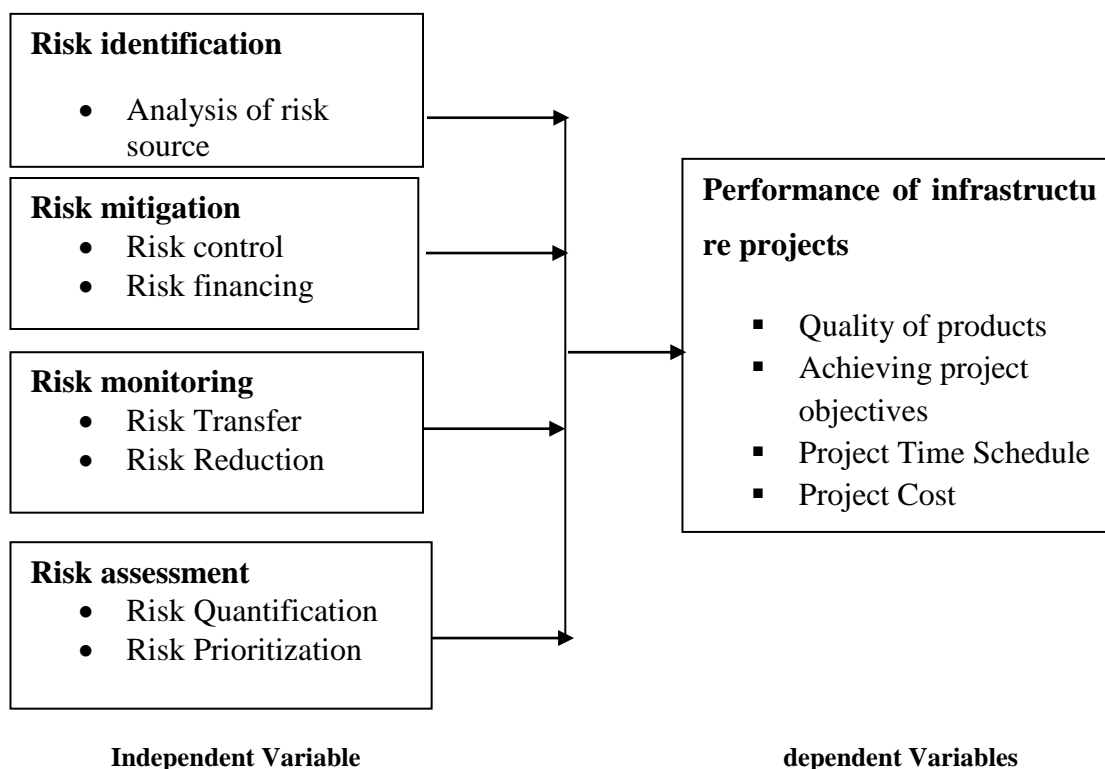 Risk identification
• Analysis of risk
source
Risk mitigation
• Risk control
• Risk financing
Risk monitoring
• Risk Transfer
• Risk Reduction
Risk assessment
• Risk Quantification
• Risk Prioritization
Independent Variable
Performance of infrastructu
re projects
▪ Quality of products
▪ Achieving project
objectives
▪ Project Time Schedule
▪ Project Cost
dependent Variables